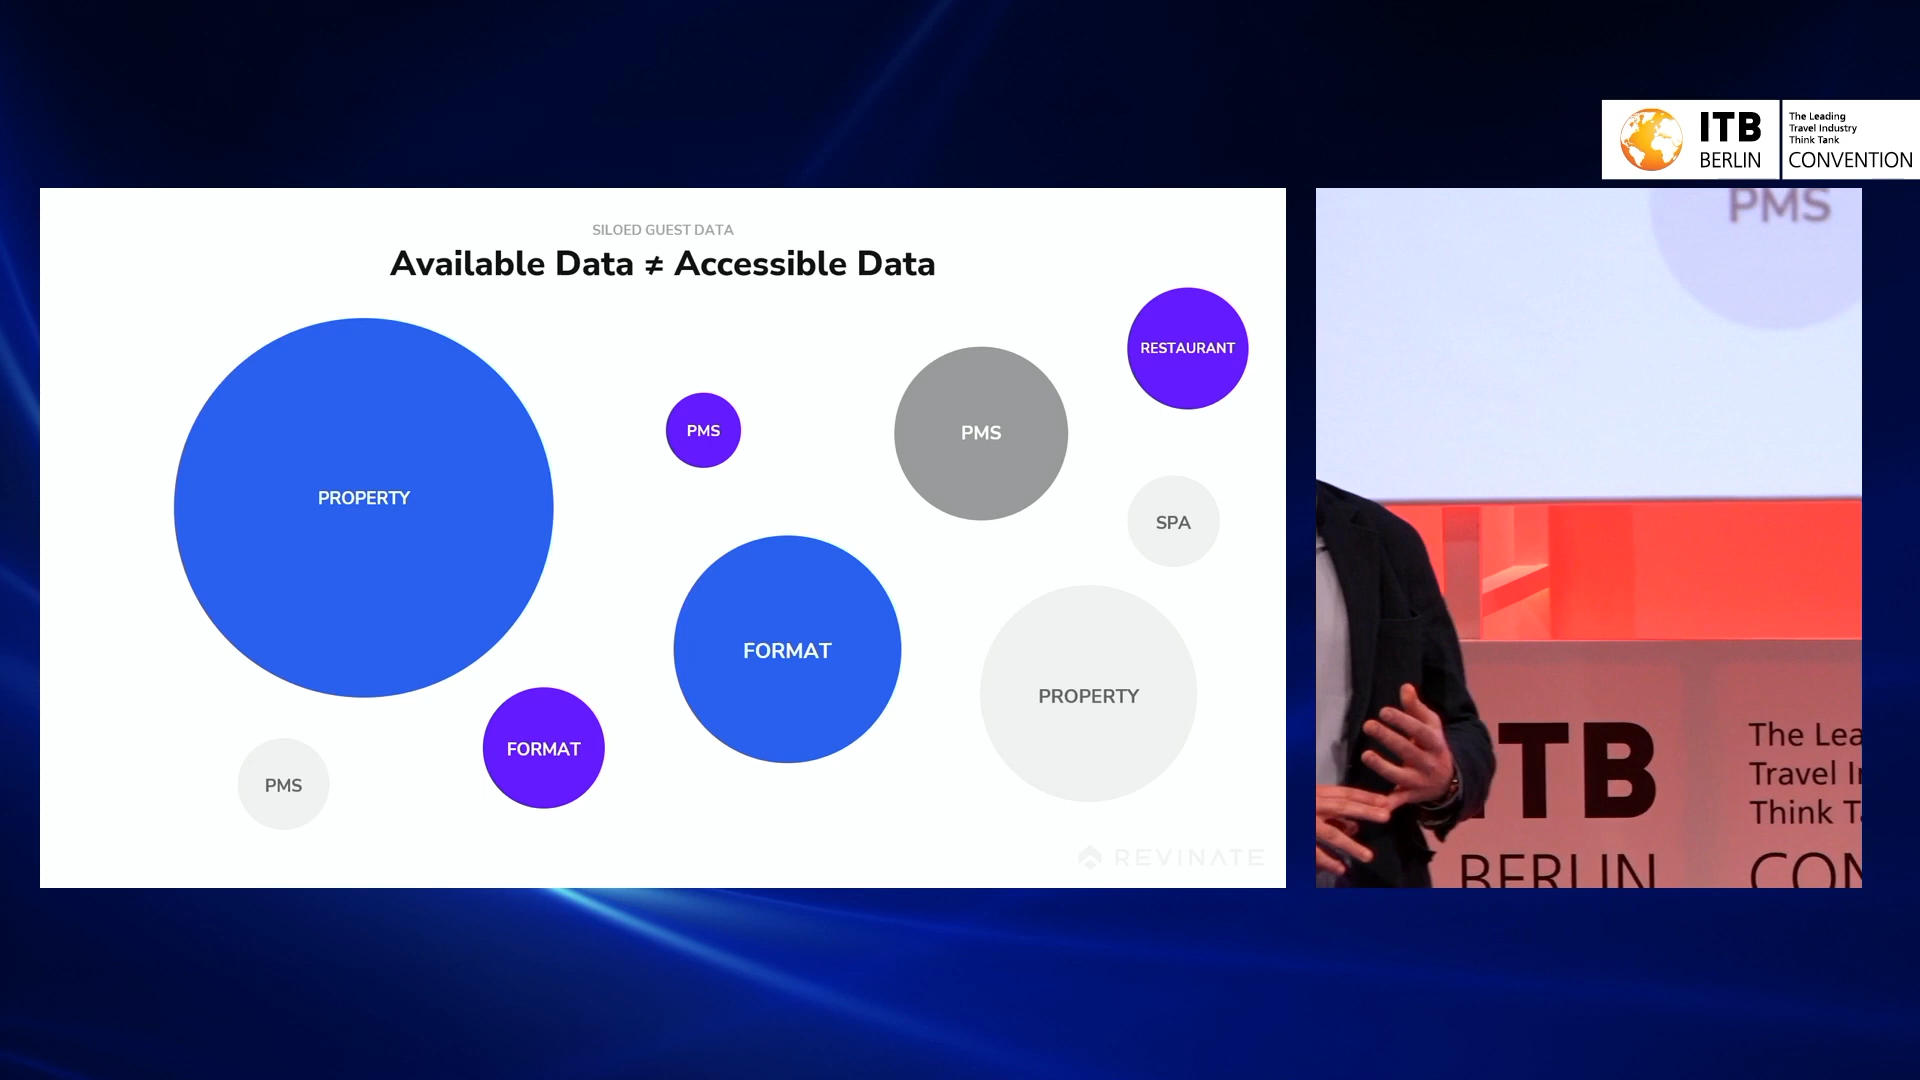 ITB
BERLIN
The Leading
Travel Industry
Think Tank
CONVENTION
SILOED GUEST DATA
Available Data ≠ Accessible Data
RESTAURANT
PMS
PMS
PROPERTY
SPA
FORMAT
PROPERTY
FORMAT
PMS
REVINATE
PMS
ITB
BERLIN
The Lea
Travel I
Think T
CON